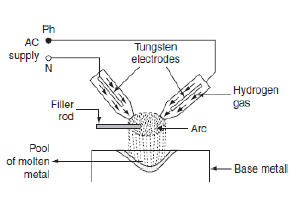 Ph
AC
supply
N
Tungsten
electrodes
Hydrogen
gas
Filler
rod
Arc
Pool
of molten
metal
Base metal